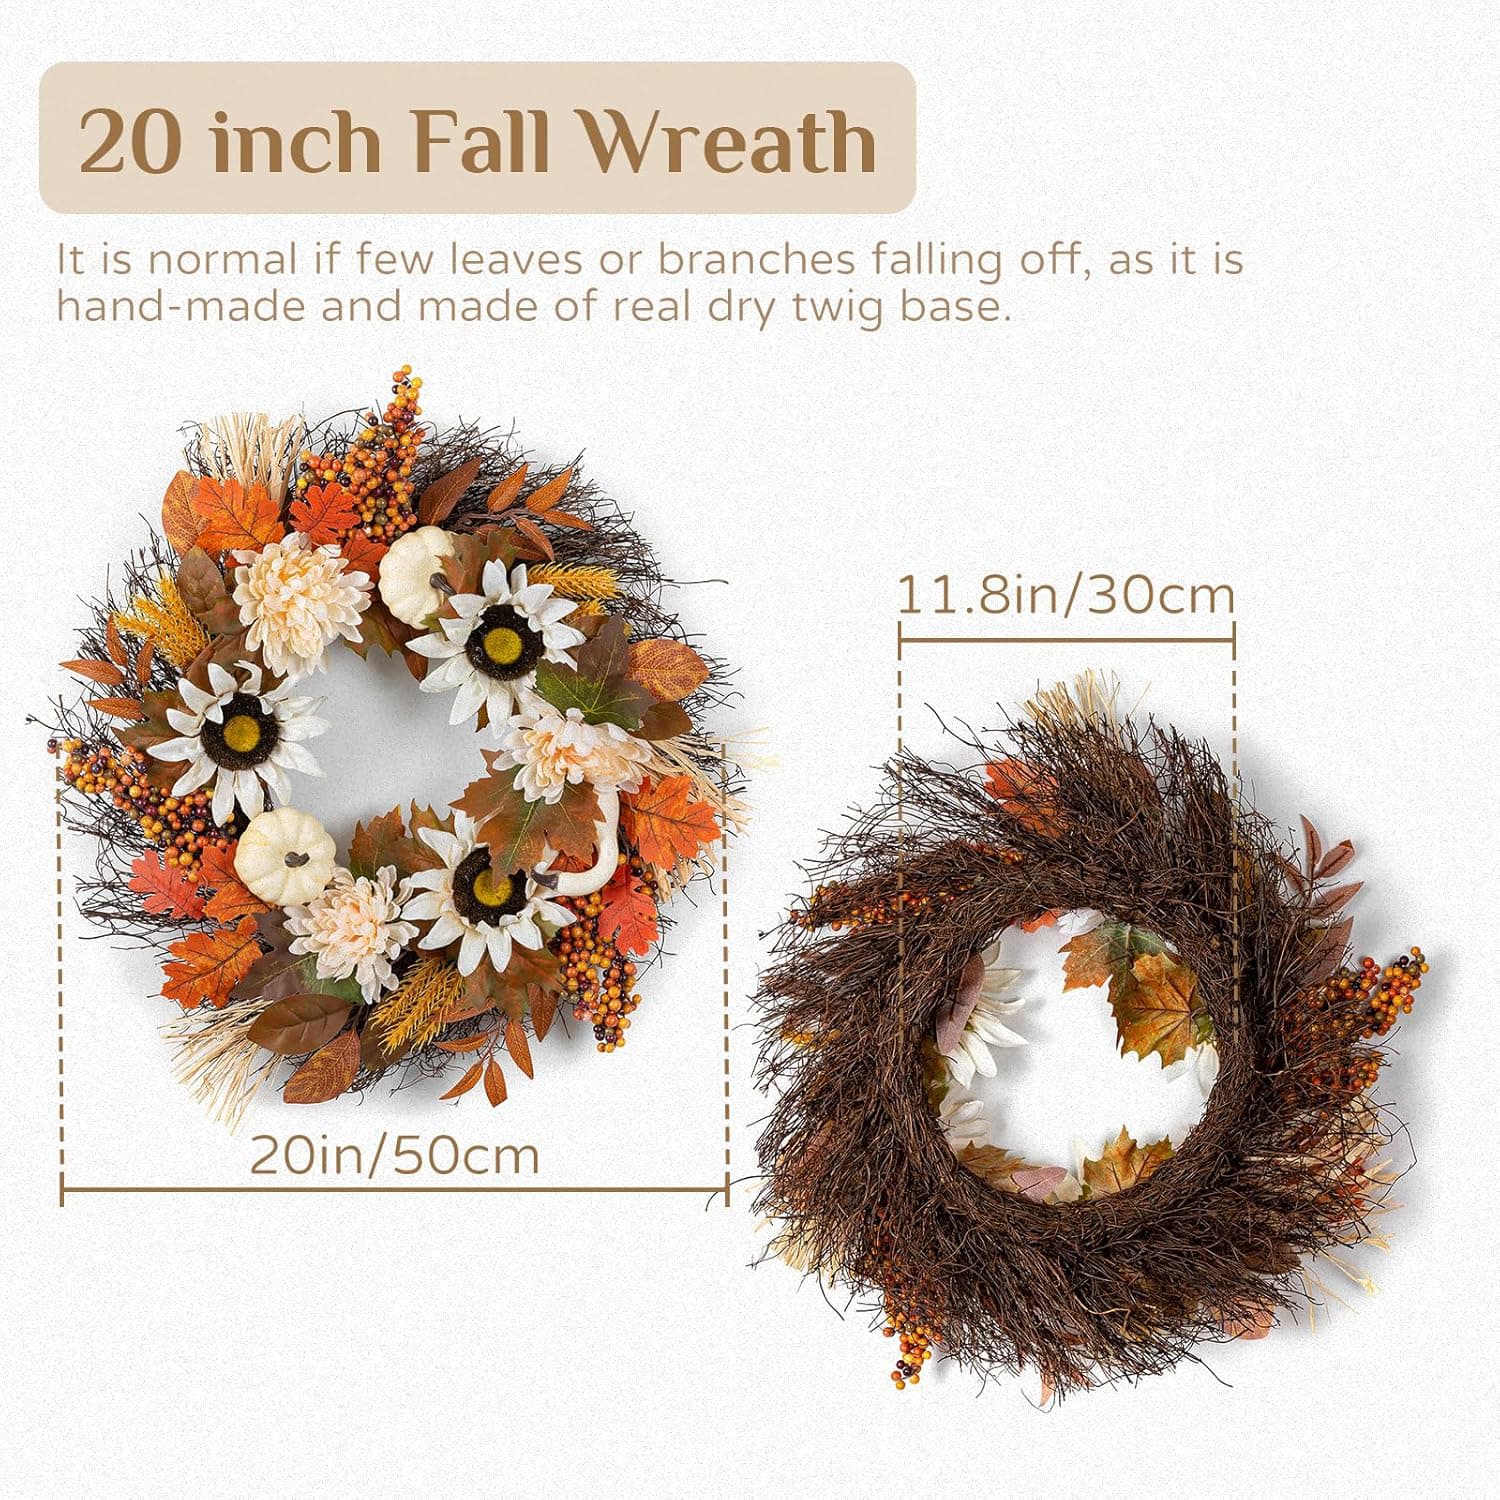 20 inch Fall Wreath
It is normal if few leaves or branches falling off, as it is
hand-made and made of real dry twig base.
11.8in/30cm
20in/50cm